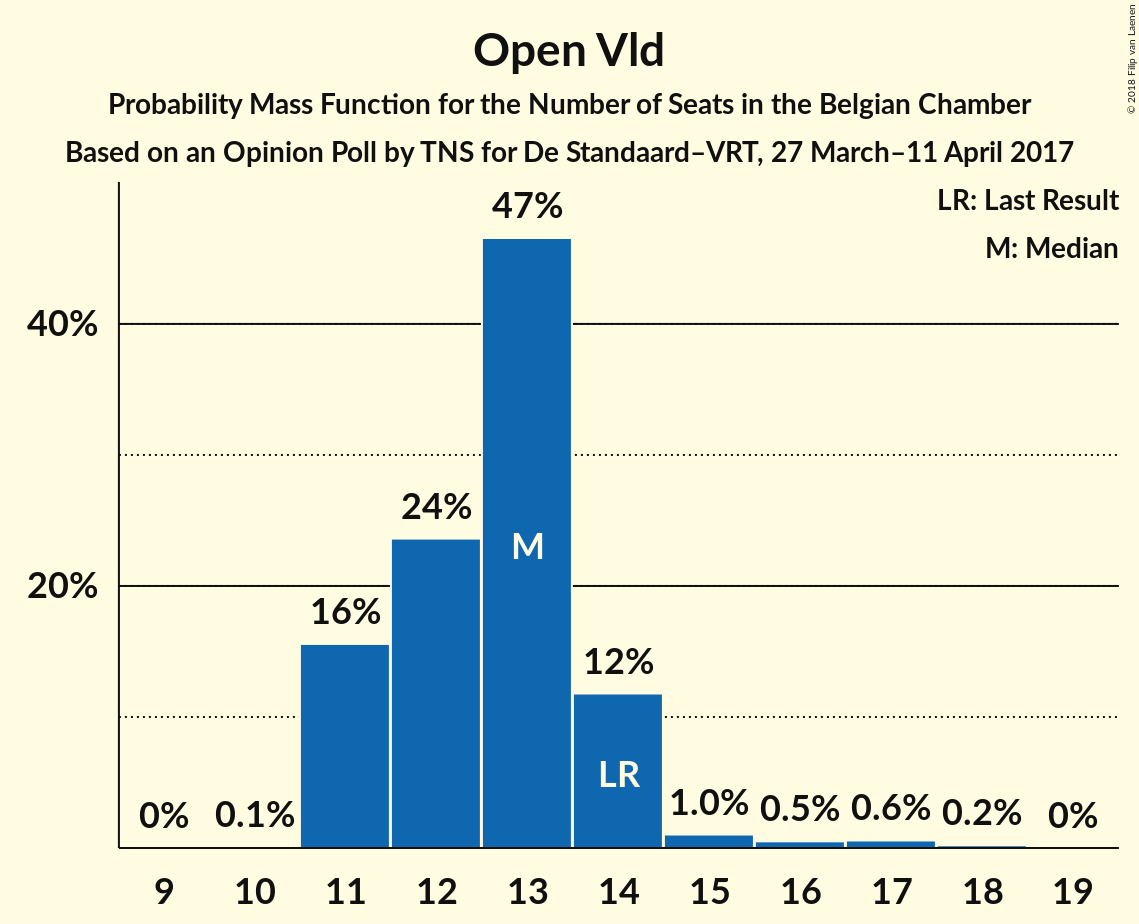 Open Vld
Probability Mass Function for the Number of Seats in the Belgian Chamber
Based on an Opinion Poll by TNS for De Standaard–VRT, 27 March–11 April 2017
© 2018 Filip van Laenen
LR: Last Result
M: Median
40%
20%
0%
0.1%
16%
24%
47%
M
12%
LR
1.0%
0.5%
0.6%
0.2%
0%
9 10 11 12 13 14 15 16 17 18 19